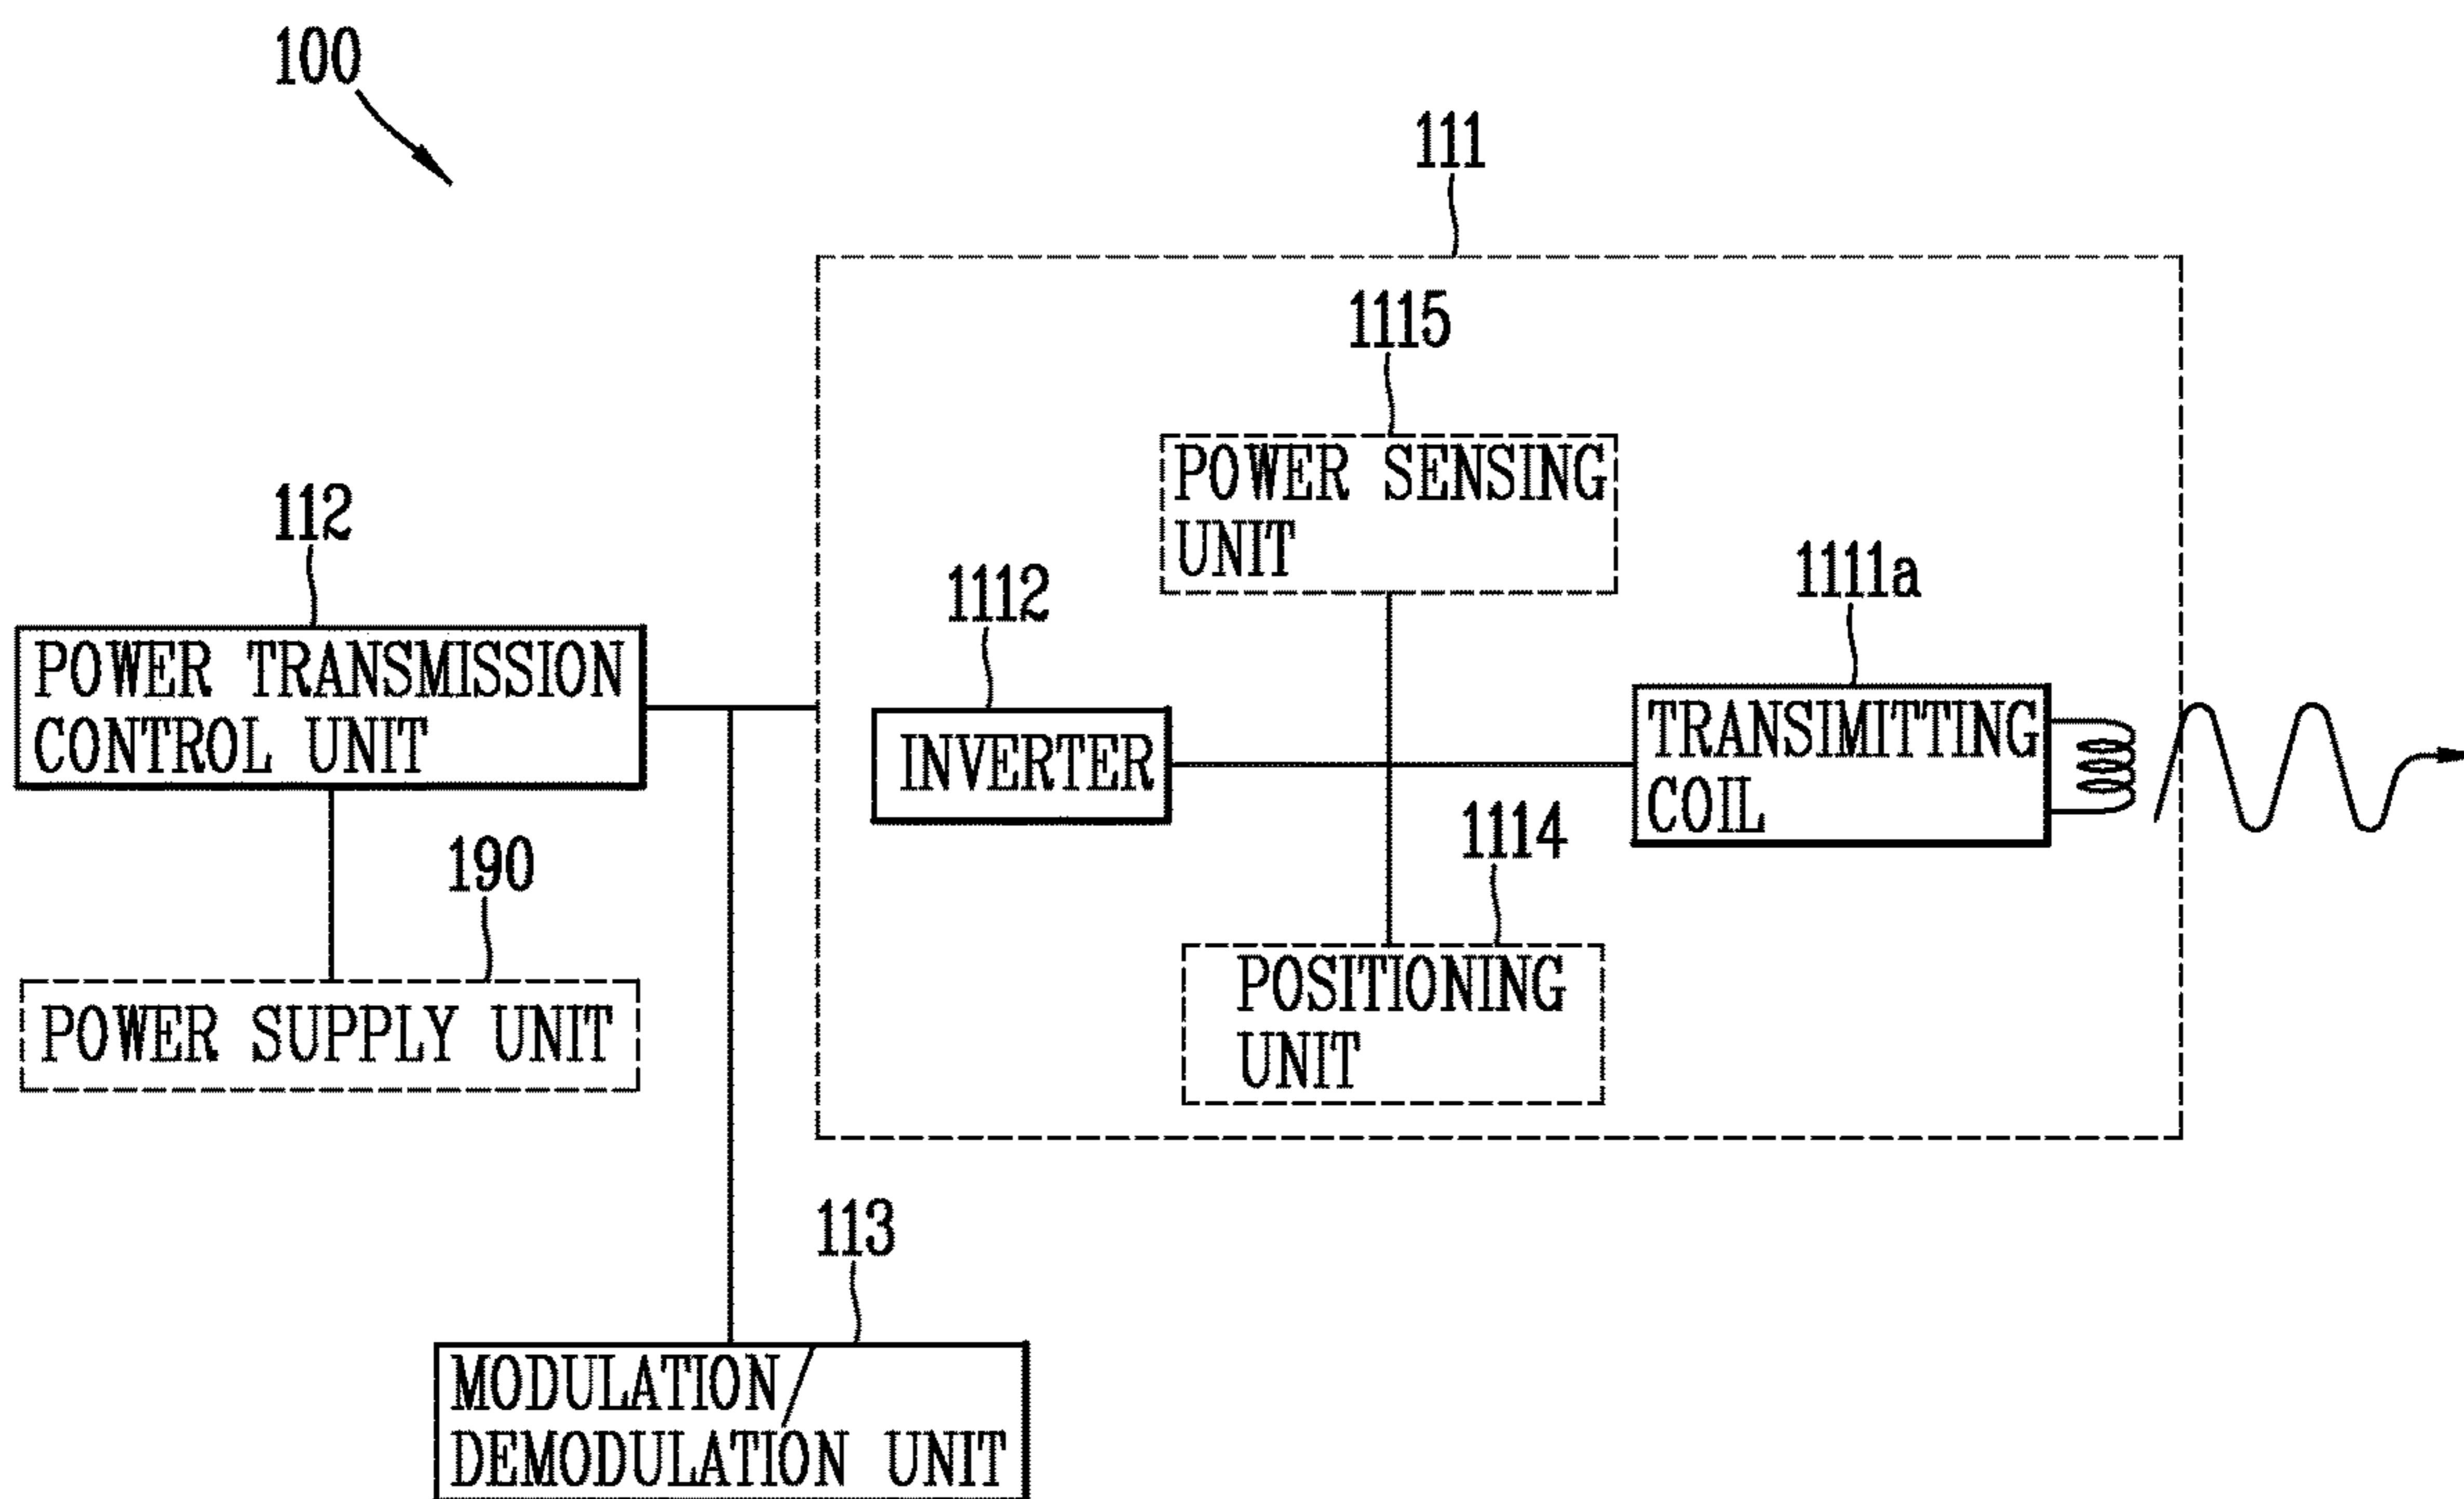 100
111
1115
POWER SENSING
UNIT
112
1112
1111a
POWER TRANSMISSION
CONTROL UNIT
INVERTER
TRANSIMITTING
COIL
190
1114
POWER SUPPLY UNIT
POSITIONING
UNIT
113
MODULATION/
DEMODULATION UNIT